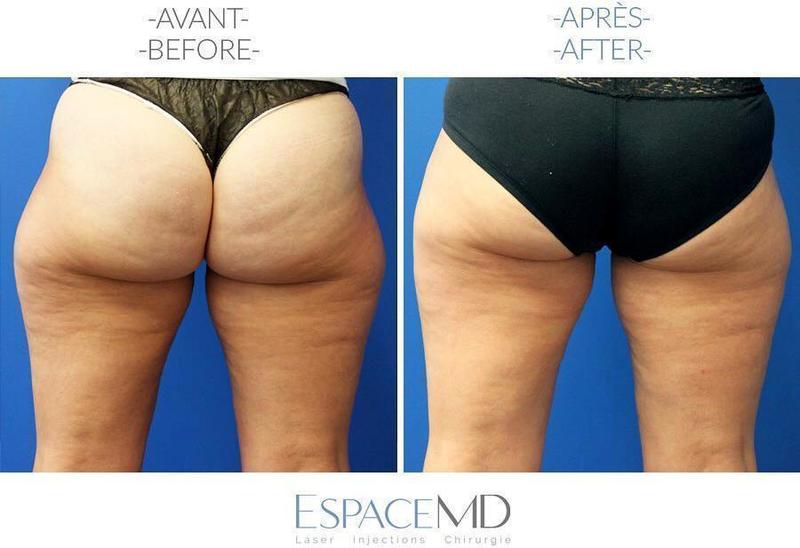 -AVANT-
-BEFORE-
-APRÈS-
-AFTER-
ESPACEMD
Laser Injections Chirurgie